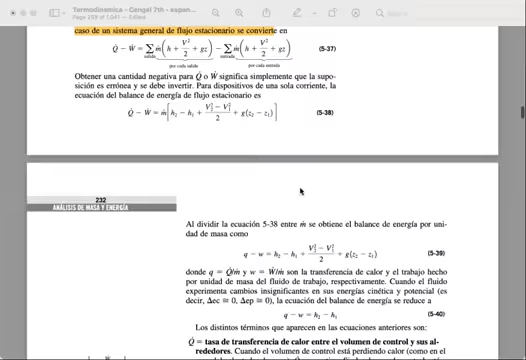 Termodinamica - Cengel 7th - espan...
Page 259 of 1,041 — Edited
caso de un sistema general de flujo estacionario se convierte en
Q̇ − Ẇ = ∑ ṁ(h + V²/2 + gz) − ∑ ṁ(h + V²/2 + gz) (5-37)
salida entrada
por cada salida por cada entrada
Obtener una cantidad negativa para Q̇ o Ẇ significa simplemente que la supo-
sición es errónea y se debe invertir. Para dispositivos de una sola corriente, la
ecuación del balance de energía de flujo estacionario es
Q̇ − Ẇ = ṁ[h₂ − h₁ + (V₂² − V₁²)/2 + g(z₂ − z₁)] (5-38)
232
ANÁLISIS DE MASA Y ENERGÍA
Al dividir la ecuación 5-38 entre ṁ se obtiene el balance de energía por uni-
dad de masa como
q − w = h₂ − h₁ + (V₂² − V₁²)/2 + g(z₂ − z₁) (5-39)
donde q = Q̇/ṁ y w = Ẇ/ṁ son la transferencia de calor y el trabajo hecho
por unidad de masa del fluido de trabajo, respectivamente. Cuando el fluido
experimenta cambios insignificantes en sus energías cinética y potencial (es
decir, Δec ≅ 0, Δep ≅ 0), la ecuación del balance de energía se reduce a
q − w = h₂ − h₁ (5-40)
Los distintos términos que aparecen en las ecuaciones anteriores son:
Q̇ = tasa de transferencia de calor entre el volumen de control y sus al-
rededores. Cuando el volumen de control está perdiendo calor (como en el